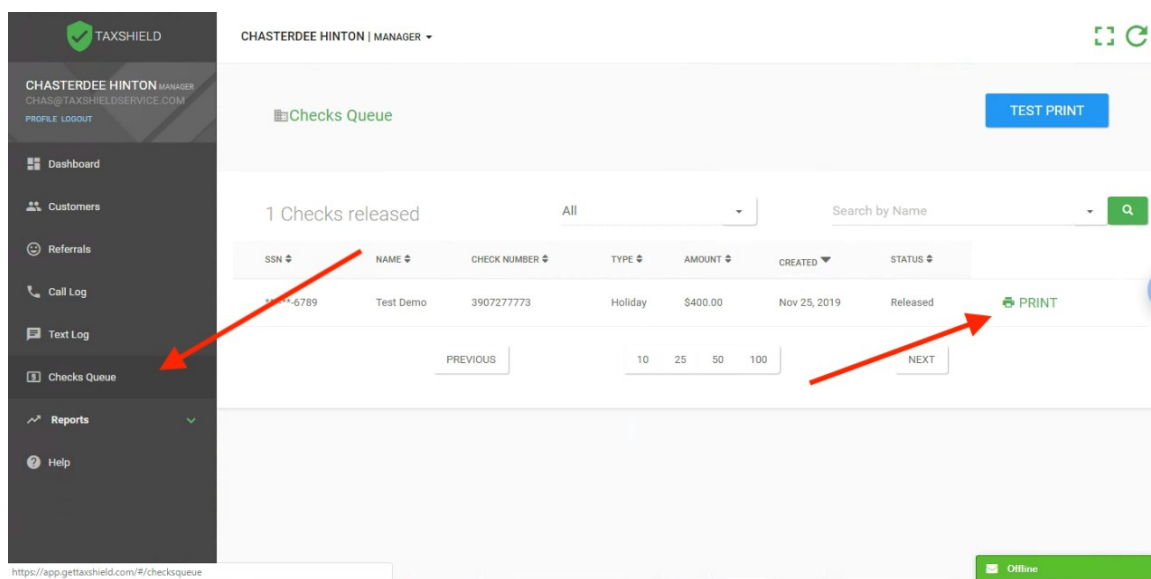 TAXSHIELD
CHASTERDEE HINTON | MANAGER
CHASTERDEE HINTON MANAGER
CHAS@TAXSHIELDSERVICE.COM
PROFILE LOGOUT
Checks Queue
TEST PRINT
Dashboard
Customers
Referrals
Call Log
Text Log
Checks Queue
Reports
Help
1 Checks released All Search by Name
SSN NAME CHECK NUMBER TYPE AMOUNT CREATED STATUS
-6789 Test Demo 3907277773 Holiday $400.00 Nov 25, 2019 Released PRINT
PREVIOUS 10 25 50 100 NEXT
https://app.gettaxshield.com/#/checksqueue
Offline